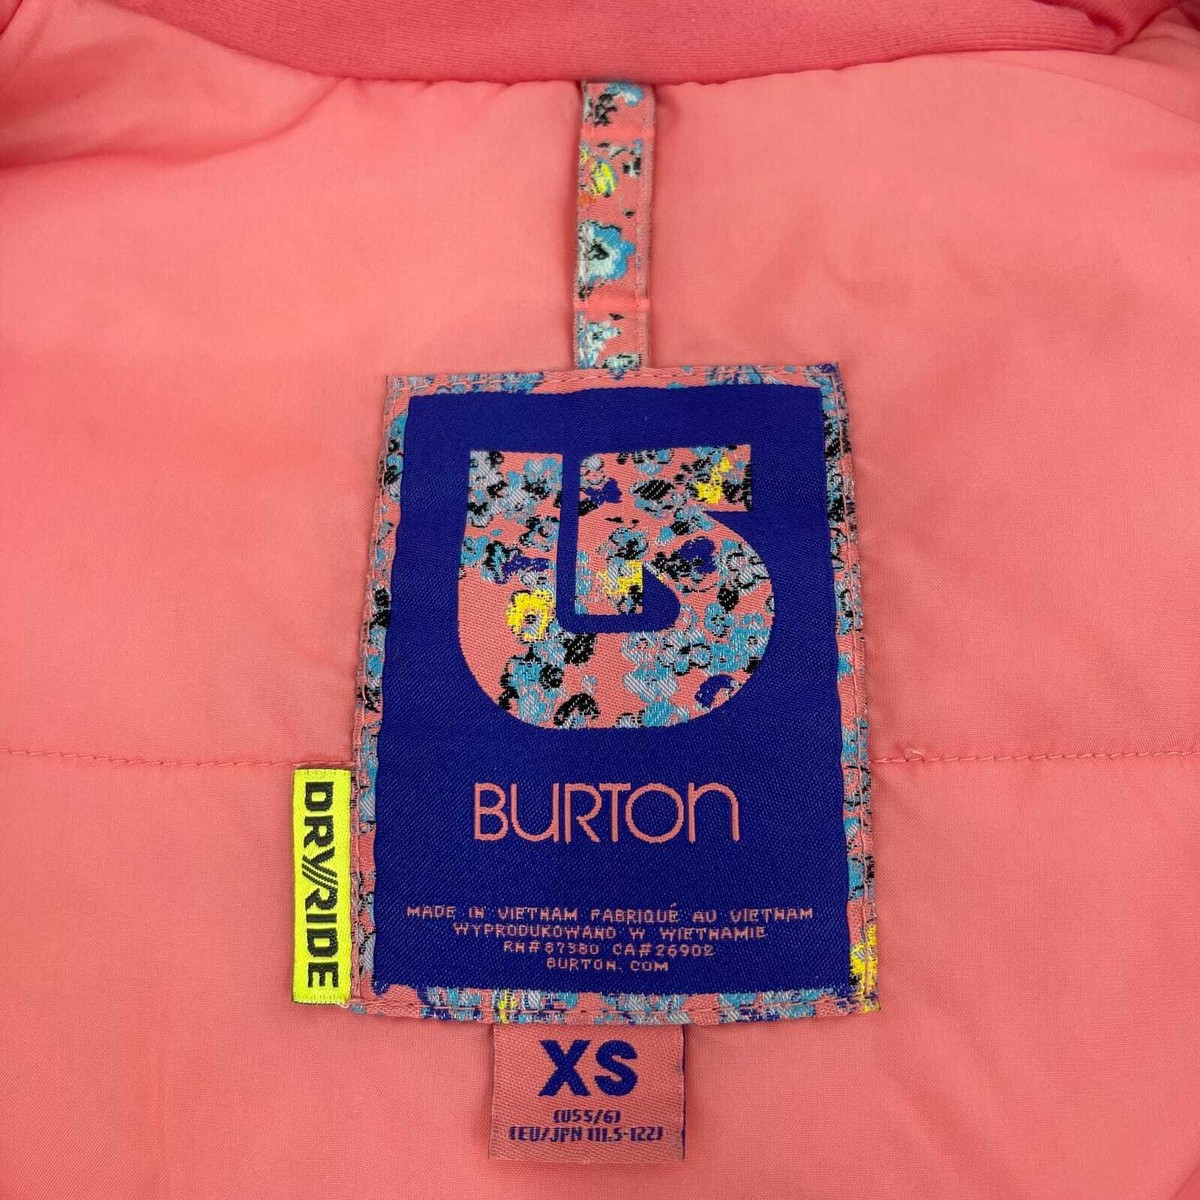 BURTON
MADE IN VIETNAM FABRIQUÉ AU VIETNAM
WYPRODUKOWANO W WIETNAMIE
RN# 87380 CA# 26902
BURTON.COM
DRY//RIDE
XS
(US5/6)
(EU/JPN 111.5-122)